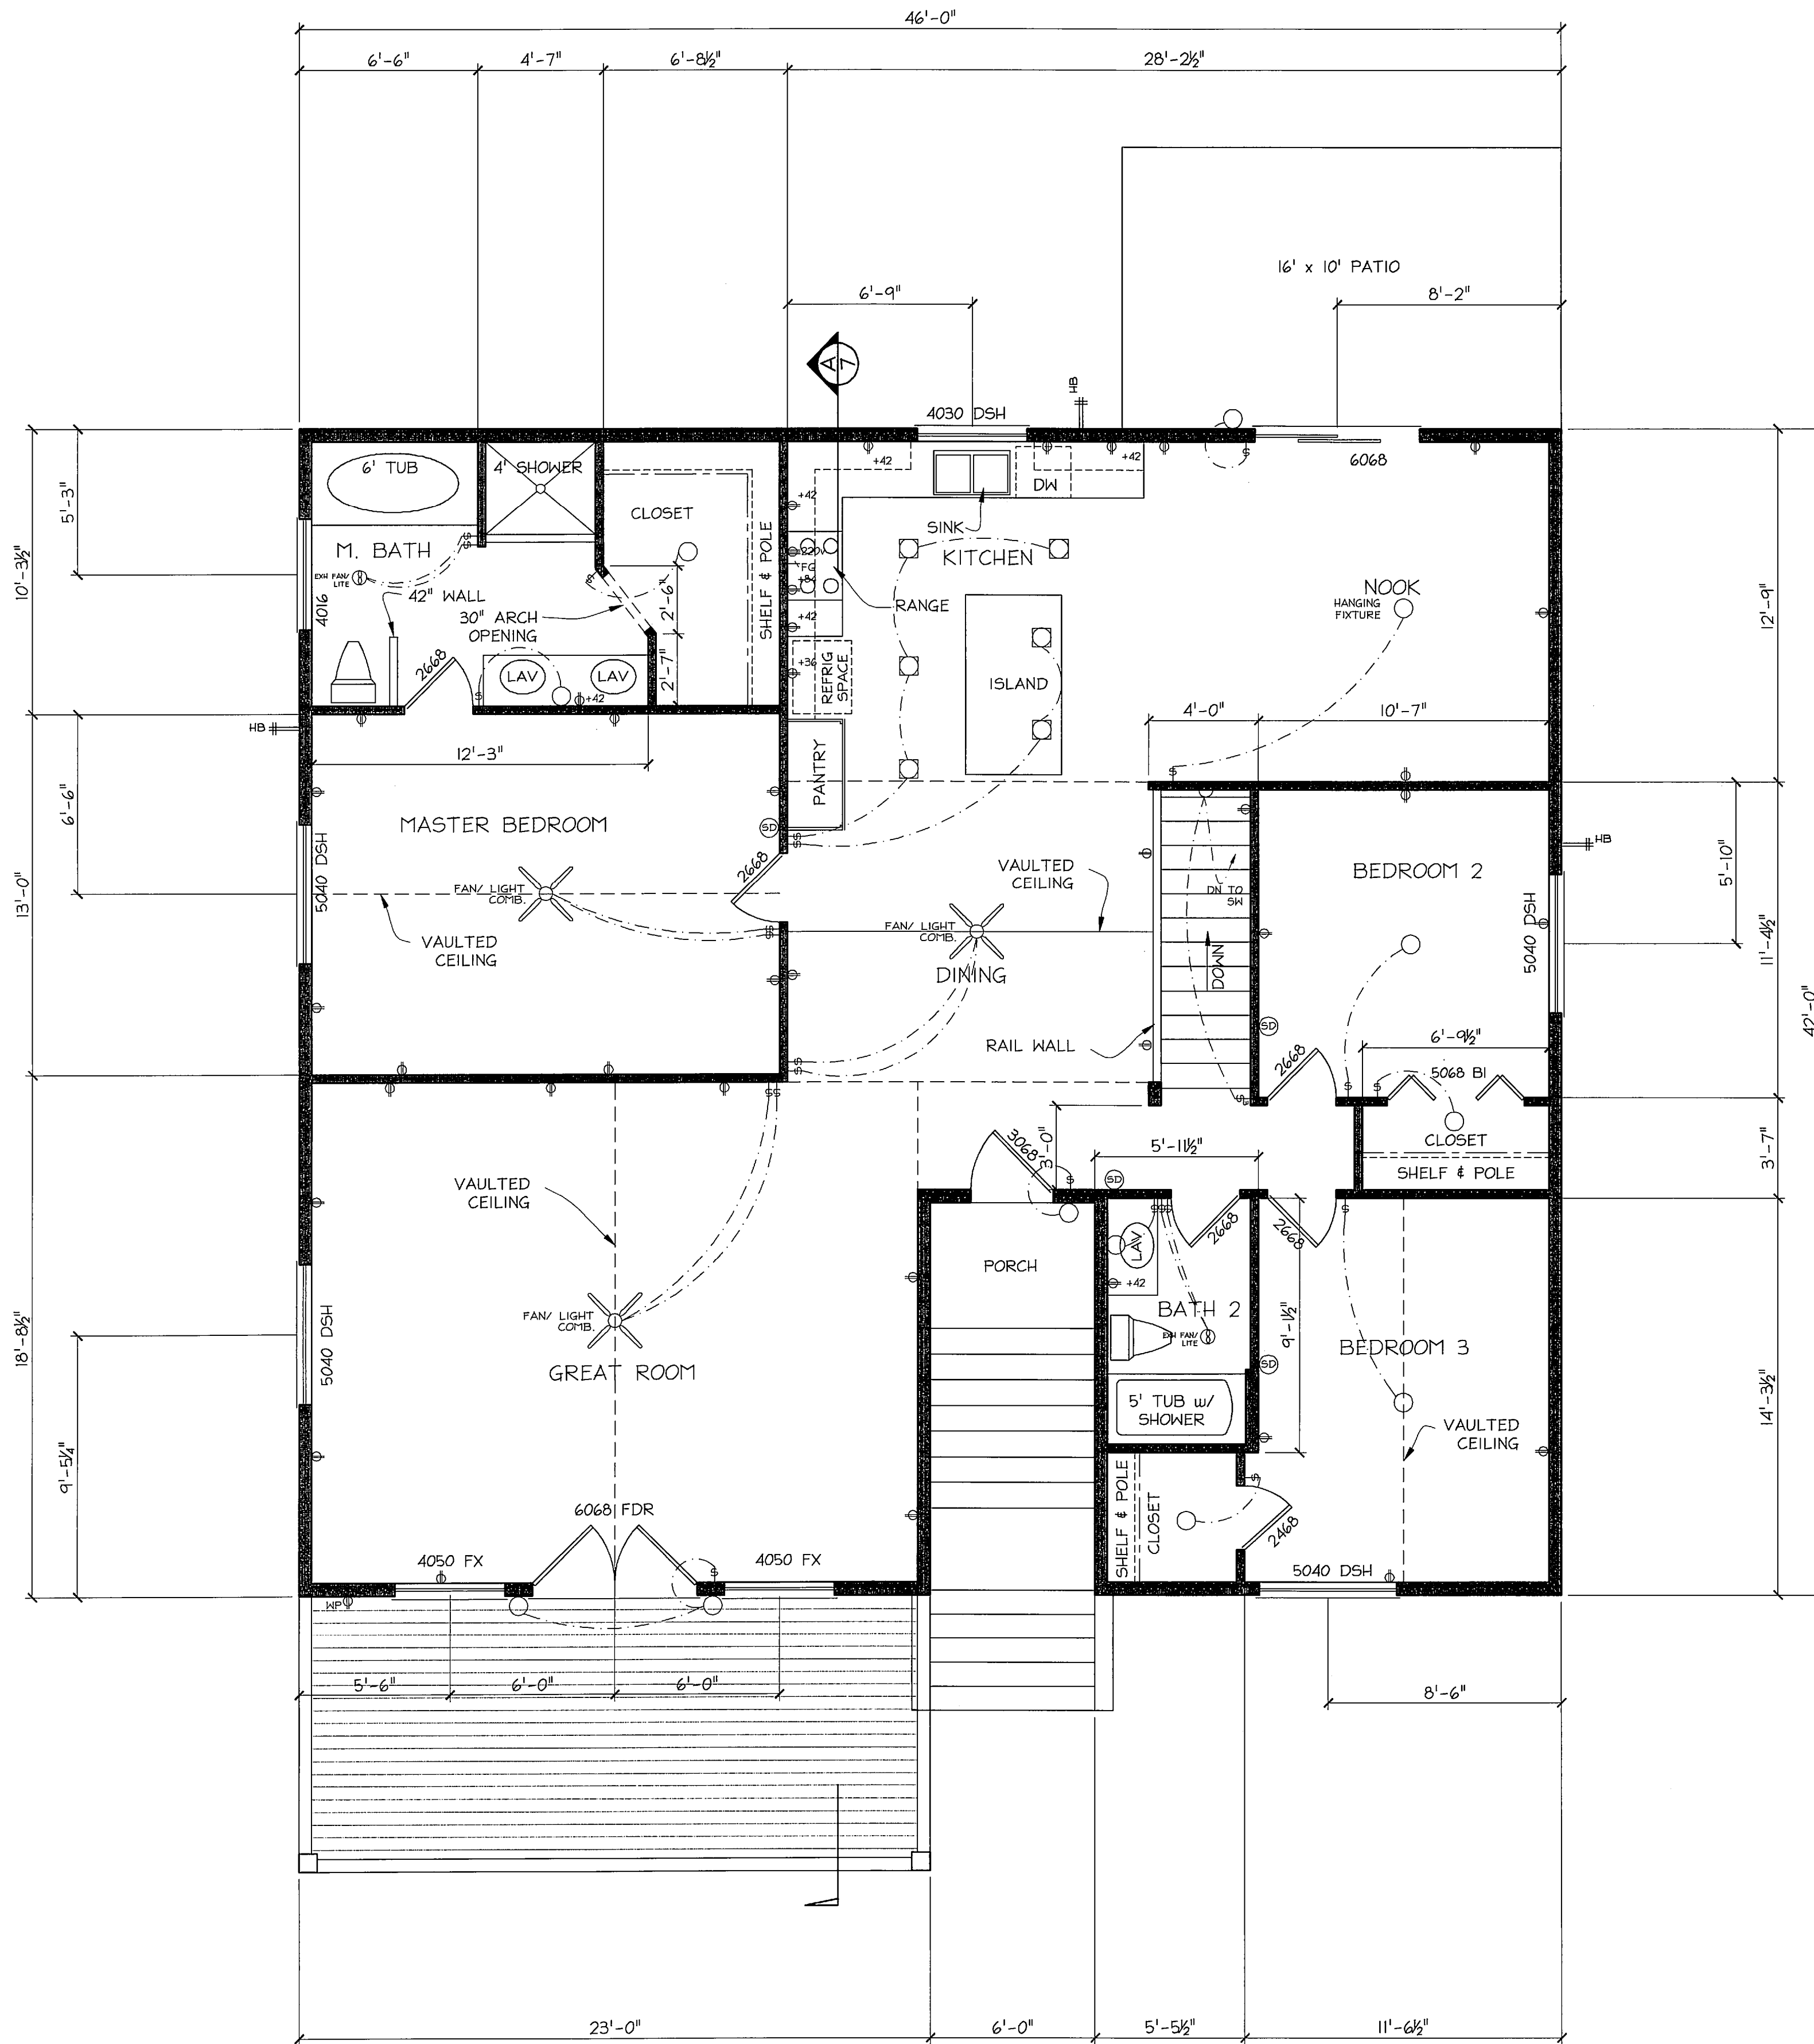 46'-0"
6'-6"
4'-7"
6'-8½"
28'-2½"
16' x 10' PATIO
6'-9"
8'-2"
A
7
HB
4030 DSH
6068
+42
+42
DW
SINK
KITCHEN
6' TUB
4' SHOWER
CLOSET
SHELF & POLE
M. BATH
EXH FAN/
LITE
42" WALL
30" ARCH
OPENING
4016
2668
LAV
LAV
+42
2'-6"
2'-7"
5'-3"
10'-3½"
+42
220V
FG
+84
+42
+36
RANGE
REFRIG
SPACE
ISLAND
NOOK
HANGING
FIXTURE
12'-9"
4'-0"
10'-7"
HB
12'-3"
PANTRY
6'-6"
13'-0"
MASTER BEDROOM
SD
2668
5040 DSH
FAN/ LIGHT
COMB.
VAULTED
CEILING
VAULTED
CEILING
FAN/ LIGHT
COMB.
DINING
RAIL WALL
DN TO
SW
DOWN
BEDROOM 2
HB
5040 DSH
5'-10"
11'-4½"
42'-0"
SD
6'-9½"
2668
5068 BI
CLOSET
SHELF & POLE
3'-7"
3068
3'-0"
5'-11½"
SD
VAULTED
CEILING
PORCH
LAV
2668
2668
+42
BATH 2
EXH FAN/
LITE
9'-1½"
SD
BEDROOM 3
FAN/ LIGHT
COMB.
GREAT ROOM
5040 DSH
18'-8½"
9'-5¼"
5' TUB w/
SHOWER
VAULTED
CEILING
14'-3½"
SHELF & POLE
CLOSET
2468
6068 FDR
4050 FX
4050 FX
5040 DSH
WP
5'-6"
6'-0"
6'-0"
8'-6"
23'-0"
6'-0"
5'-5½"
11'-6½"